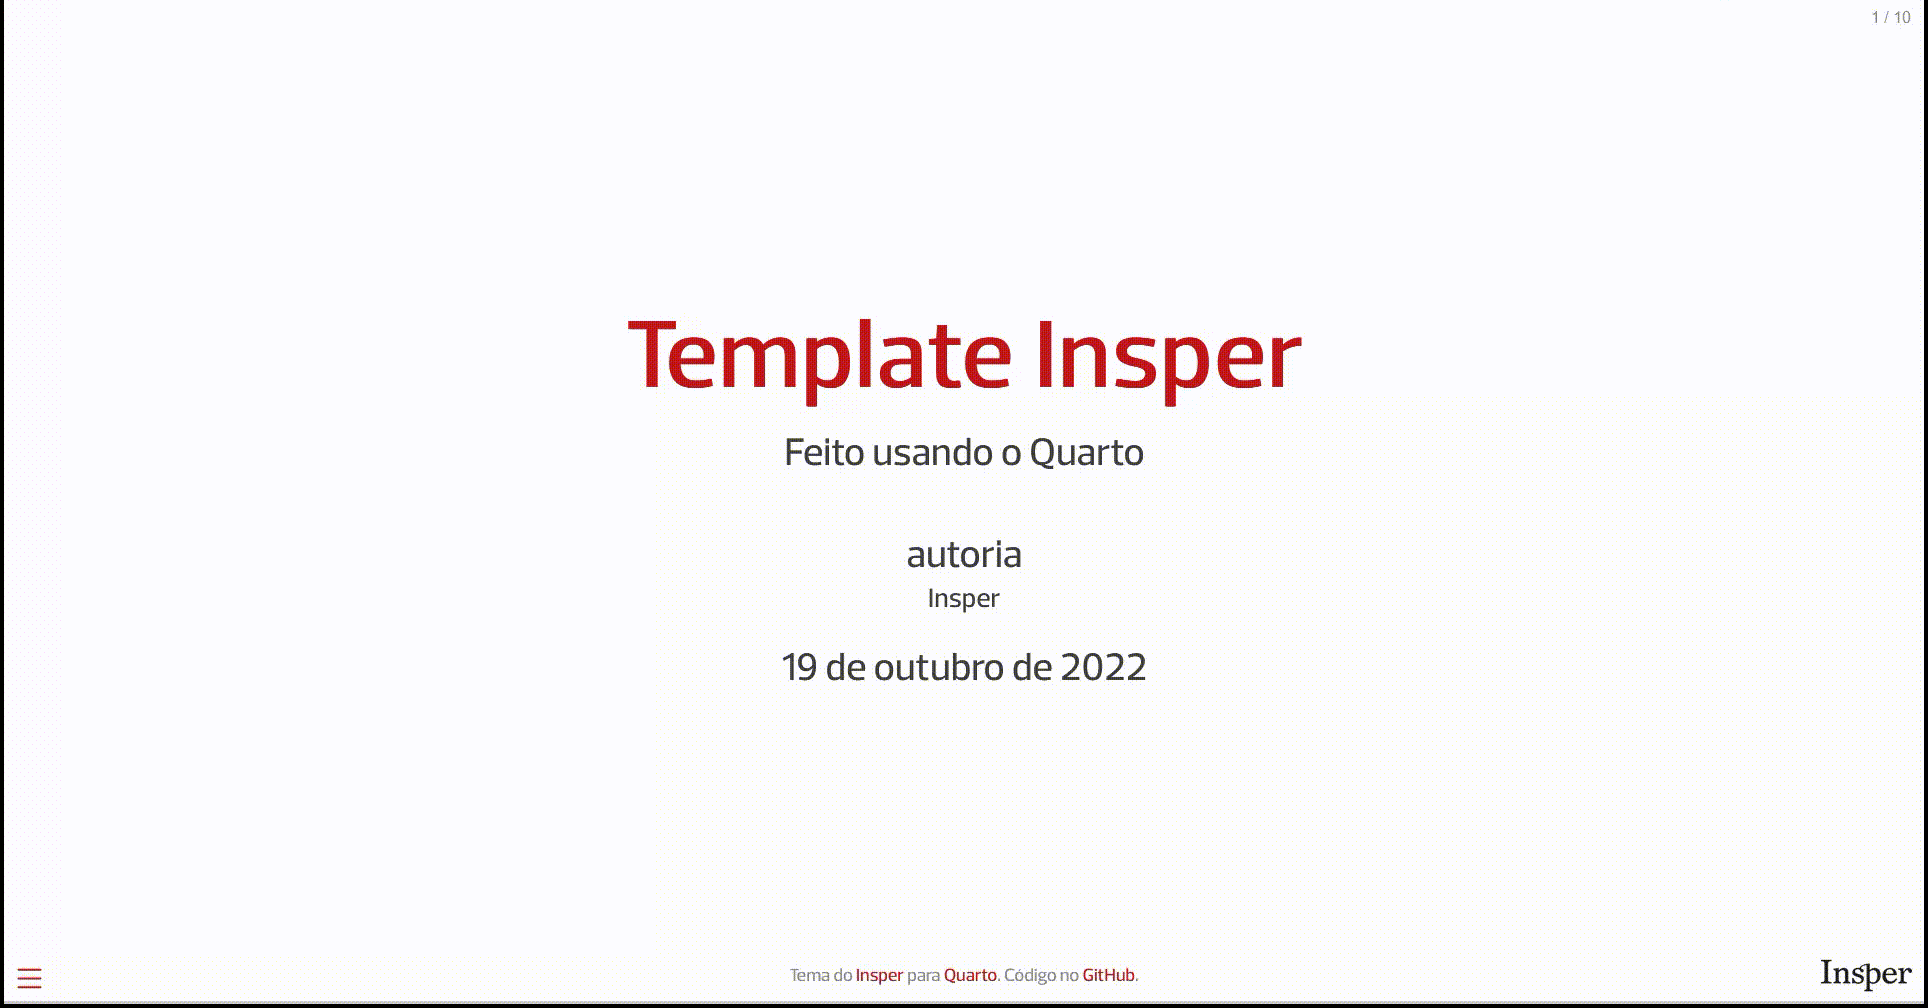 1 / 10
Template Insper
Feito usando o Quarto
autoria
Insper
19 de outubro de 2022
Tema do Insper para Quarto. Código no GitHub.
Insper